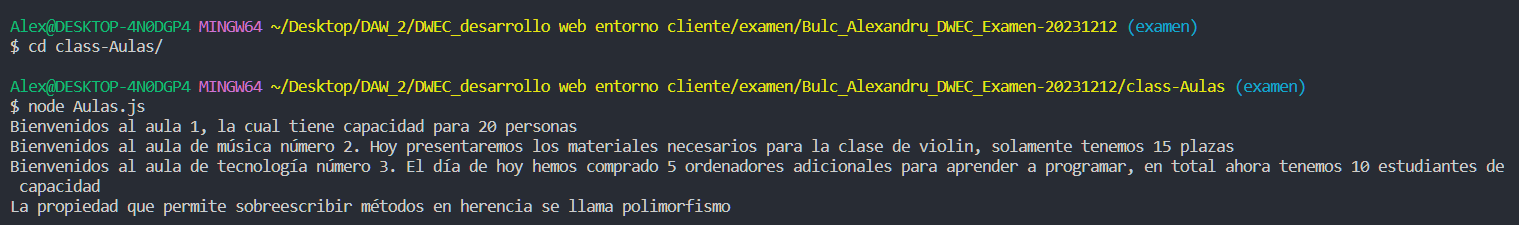 Alex@DESKTOP-4N0DGP4 MINGW64 ~/Desktop/DAW_2/DWEC_desarrollo web entorno cliente/examen/Bulc_Alexandru_DWEC_Examen-20231212 (examen)
$ cd class-Aulas/
Alex@DESKTOP-4N0DGP4 MINGW64 ~/Desktop/DAW_2/DWEC_desarrollo web entorno cliente/examen/Bulc_Alexandru_DWEC_Examen-20231212/class-Aulas (examen)
$ node Aulas.js
Bienvenidos al aula 1, la cual tiene capacidad para 20 personas
Bienvenidos al aula de música número 2. Hoy presentaremos los materiales necesarios para la clase de violin, solamente tenemos 15 plazas
Bienvenidos al aula de tecnología número 3. El día de hoy hemos comprado 5 ordenadores adicionales para aprender a programar, en total ahora tenemos 10 estudiantes de
capacidad
La propiedad que permite sobreescribir métodos en herencia se llama polimorfismo